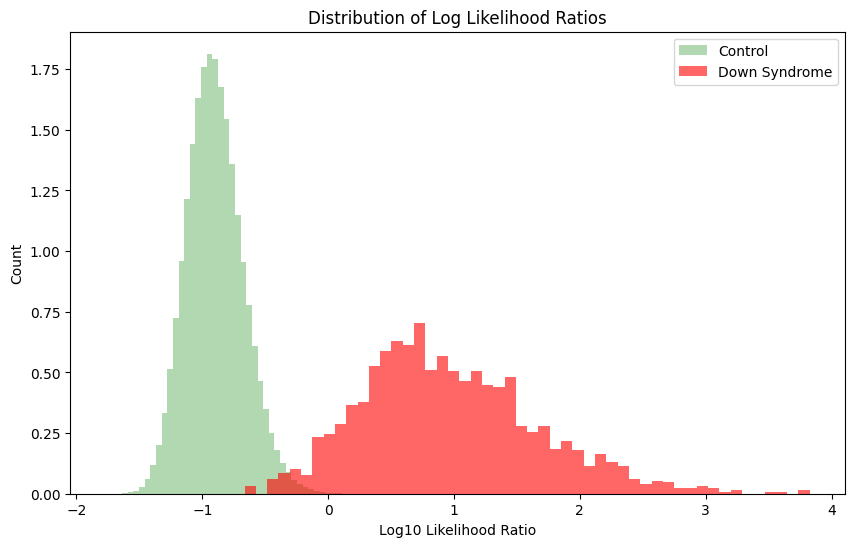 Distribution of Log Likelihood Ratios
Control
Down Syndrome
1.75
1.50
1.25
1.00
0.75
0.50
0.25
0.00
Count
−2 −1 0 1 2 3 4
Log10 Likelihood Ratio